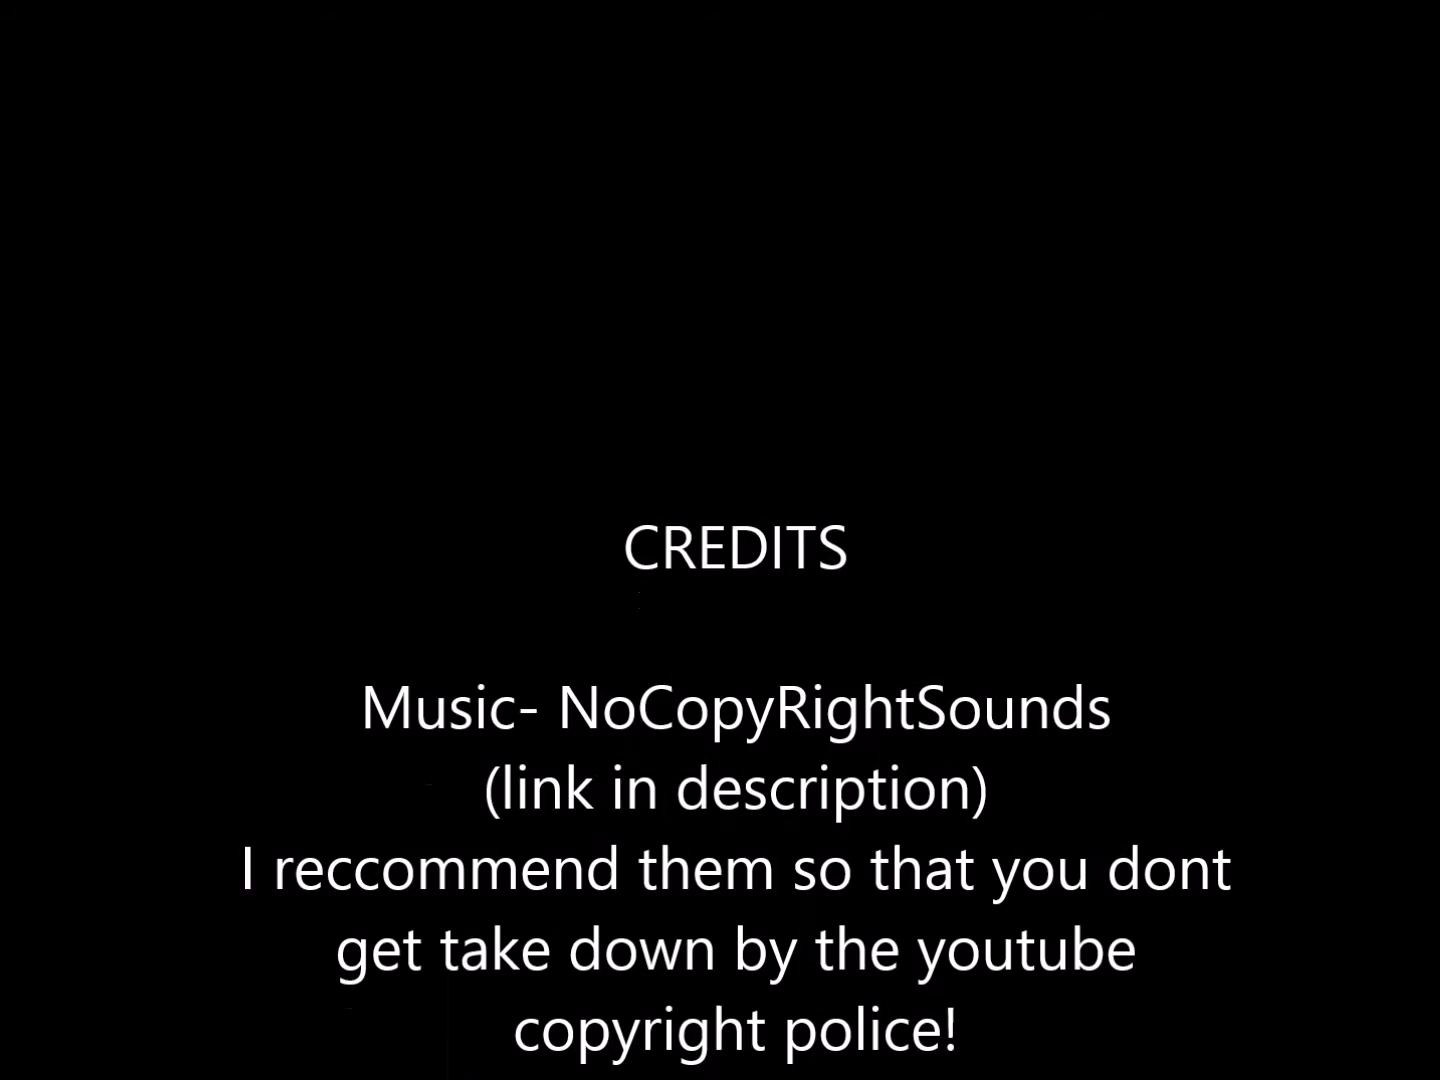 CREDITS
Music- NoCopyRightSounds
(link in description)
I reccommend them so that you dont
get take down by the youtube
copyright police!